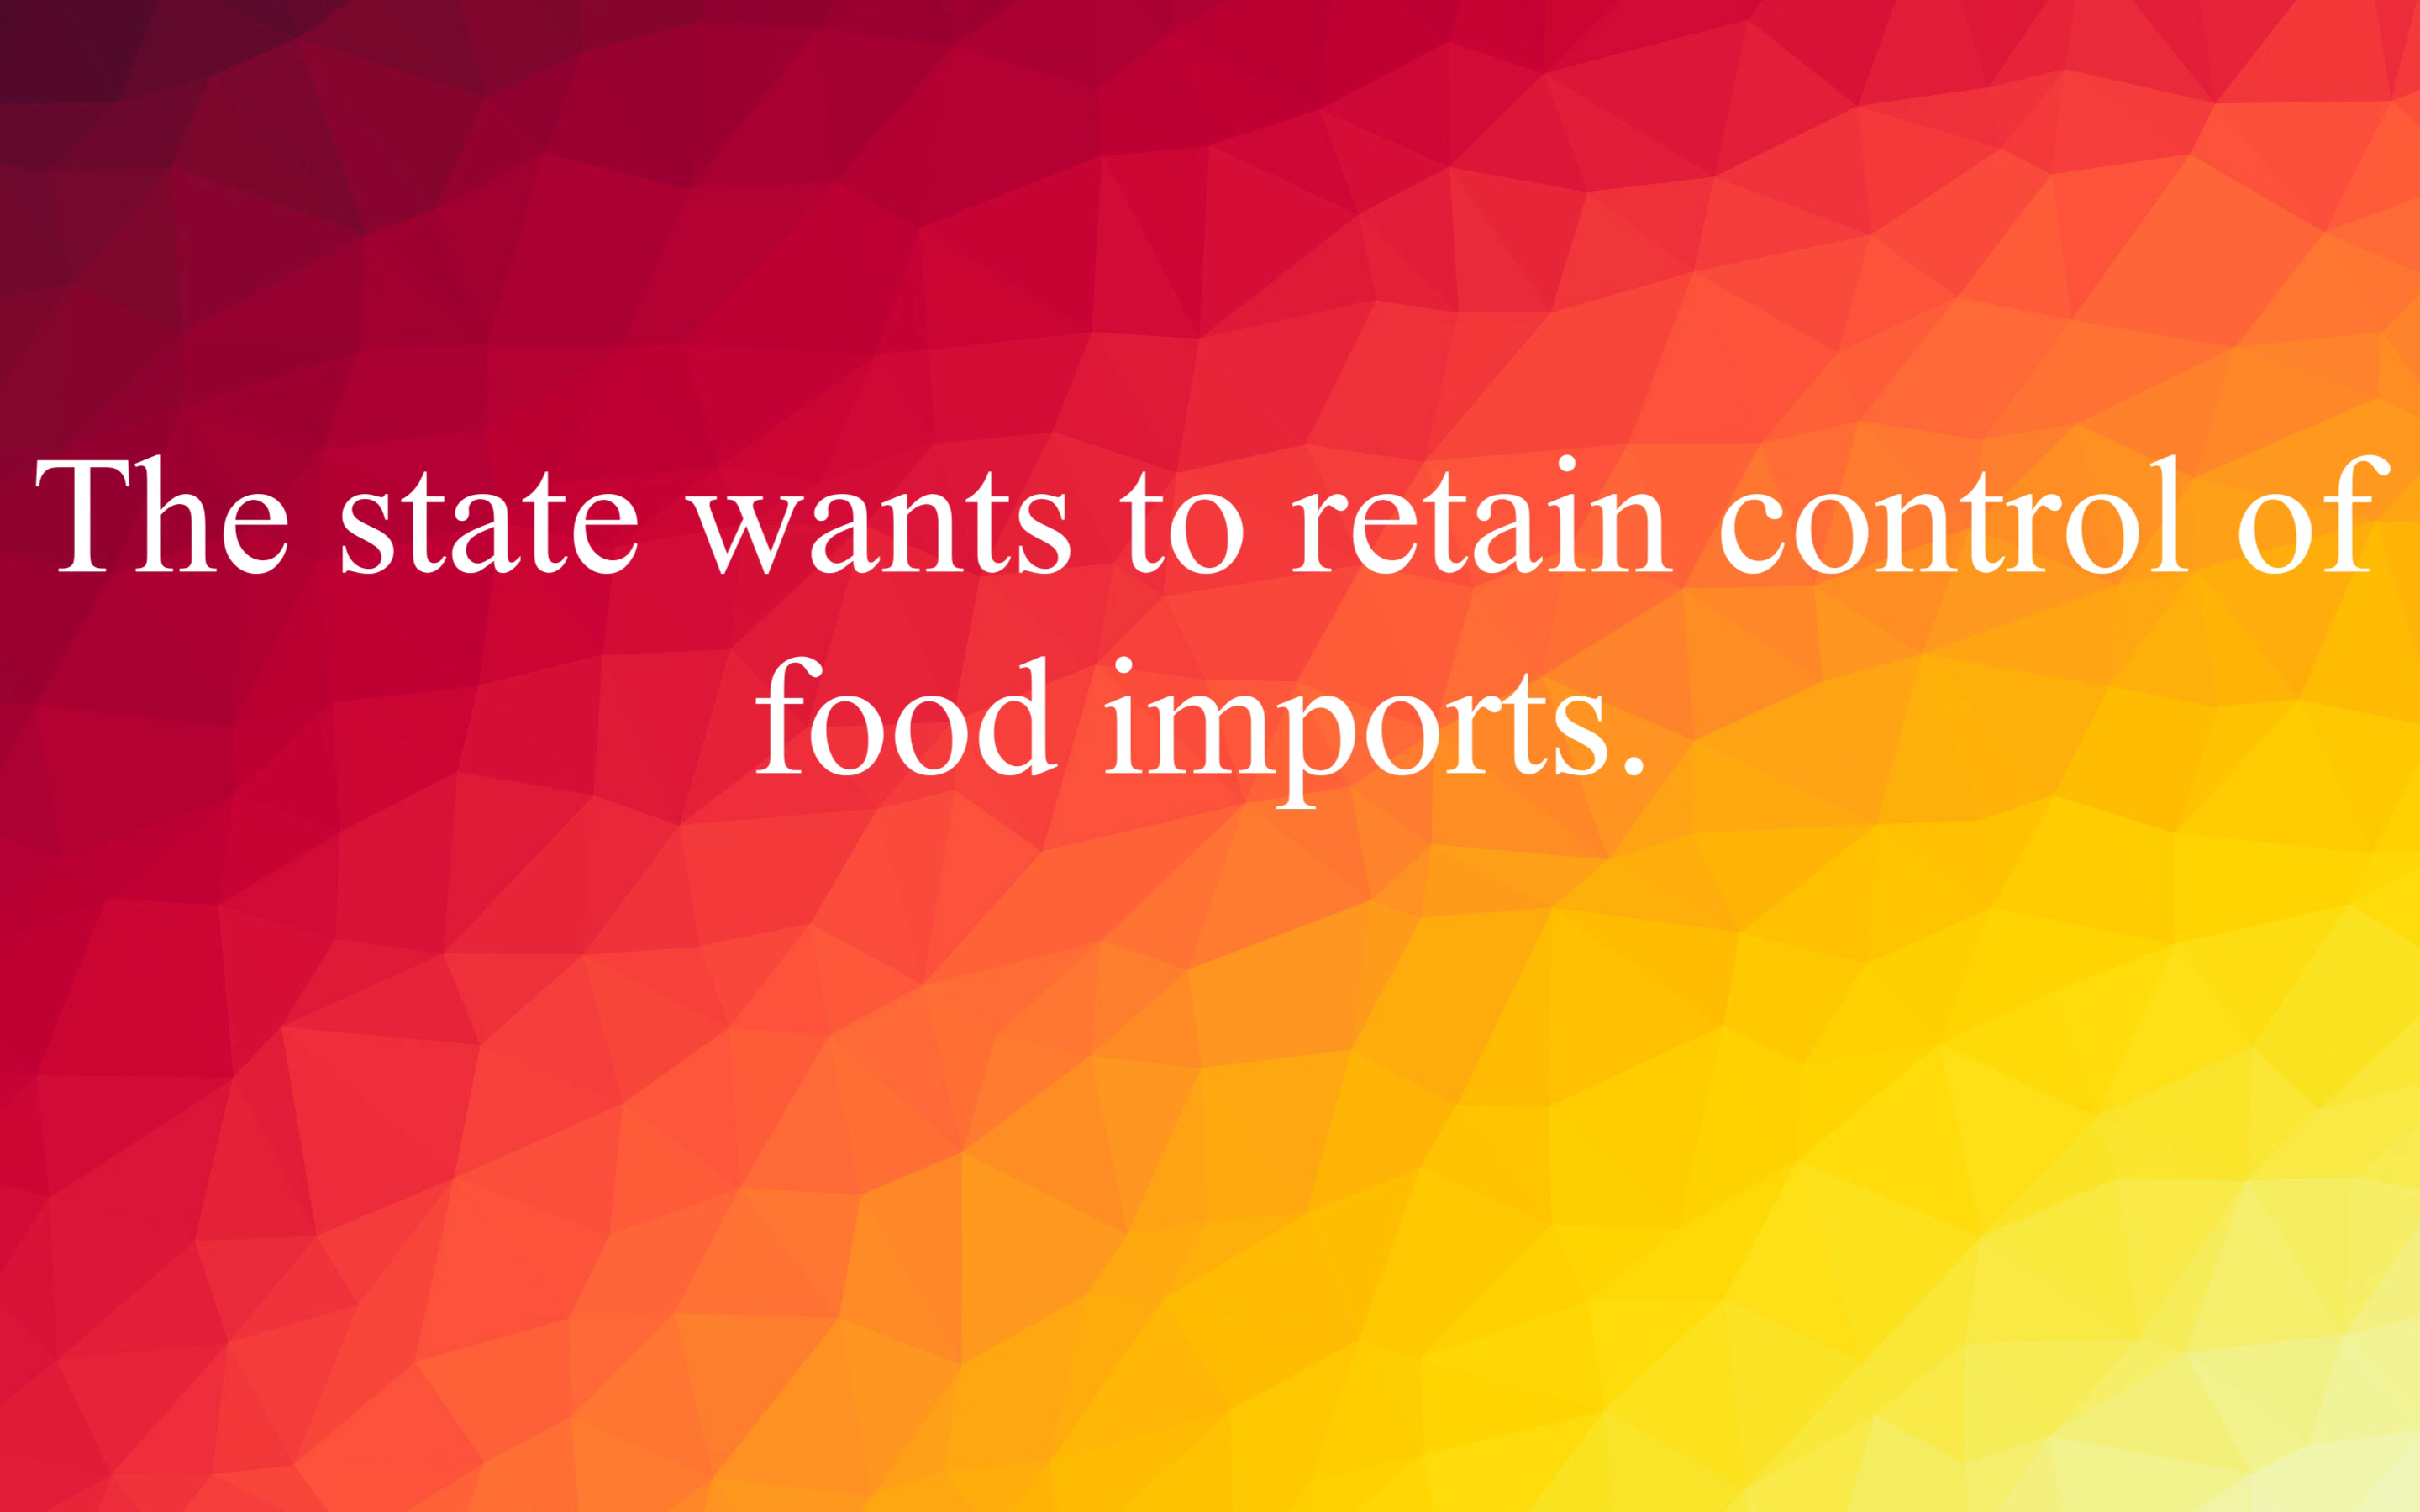 The state wants to retain control of
food imports.